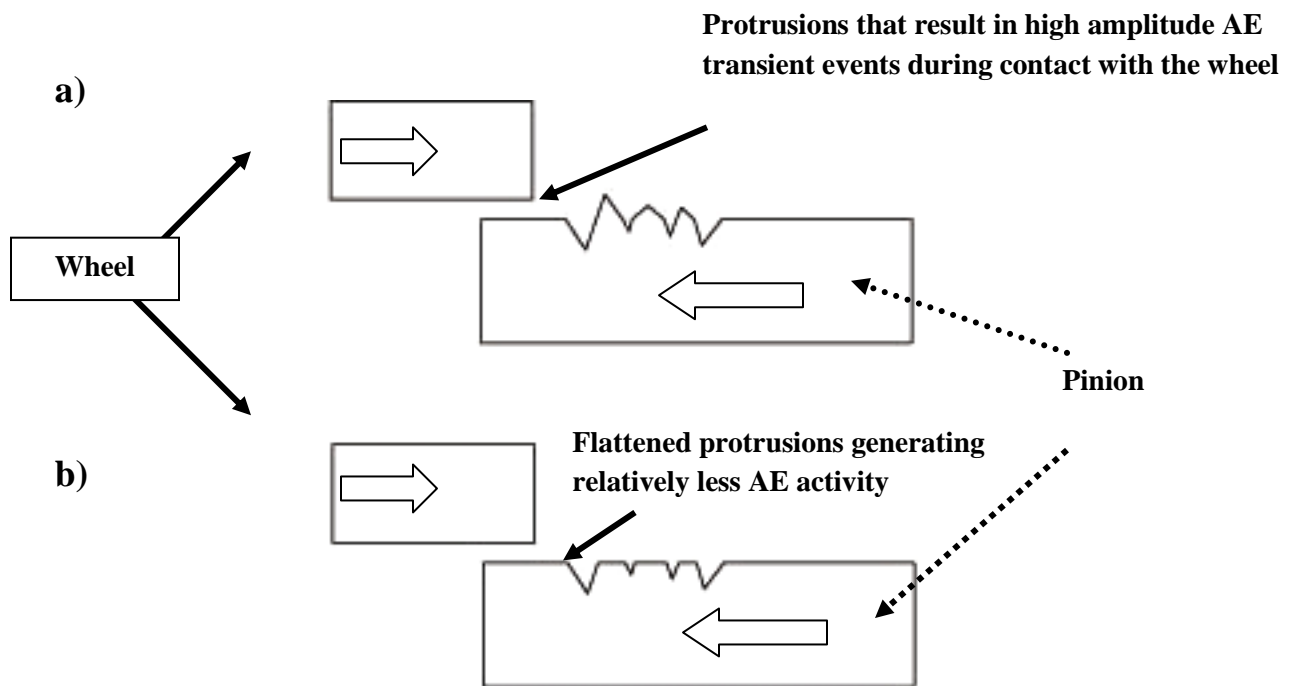 Protrusions that result in high amplitude AE
transient events during contact with the wheel
a)
Wheel
Pinion
b)
Flattened protrusions generating
relatively less AE activity